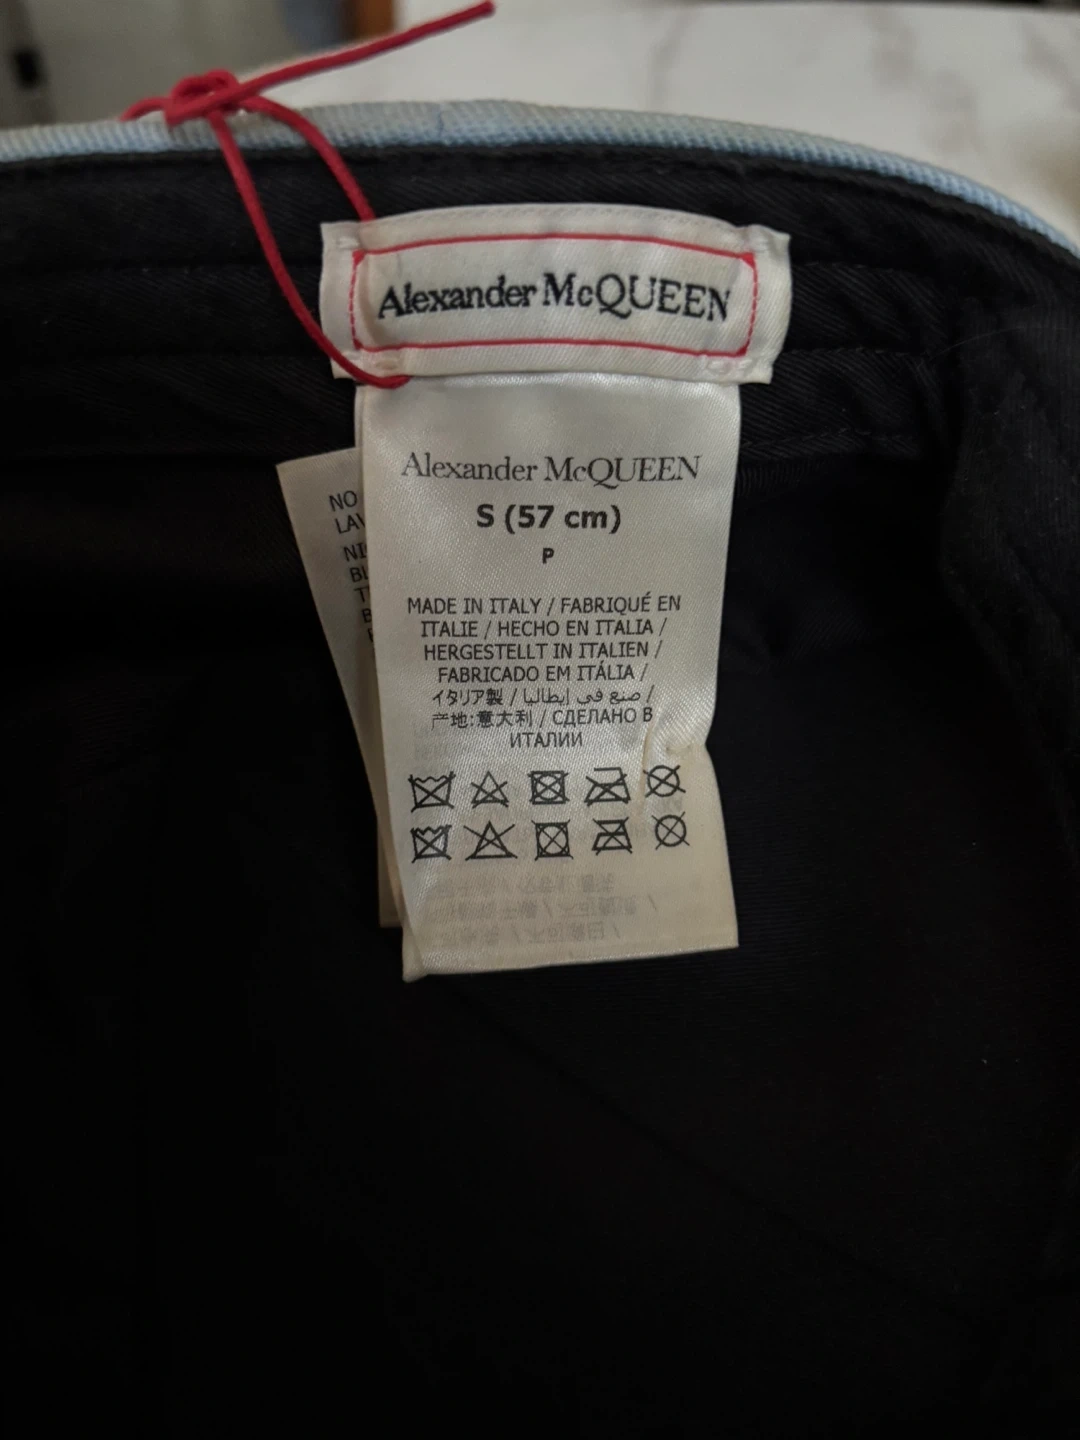 Alexander McQUEEN
Alexander McQUEEN
S (57 cm)
P
MADE IN ITALY / FABRIQUÉ EN
ITALIE / HECHO EN ITALIA /
HERGESTELLT IN ITALIEN /
FABRICADO EM ITÁLIA /
イタリア製 / صنع في إيطاليا /
产地:意大利 / СДЕЛАНО В
ИТАЛИИ
NO